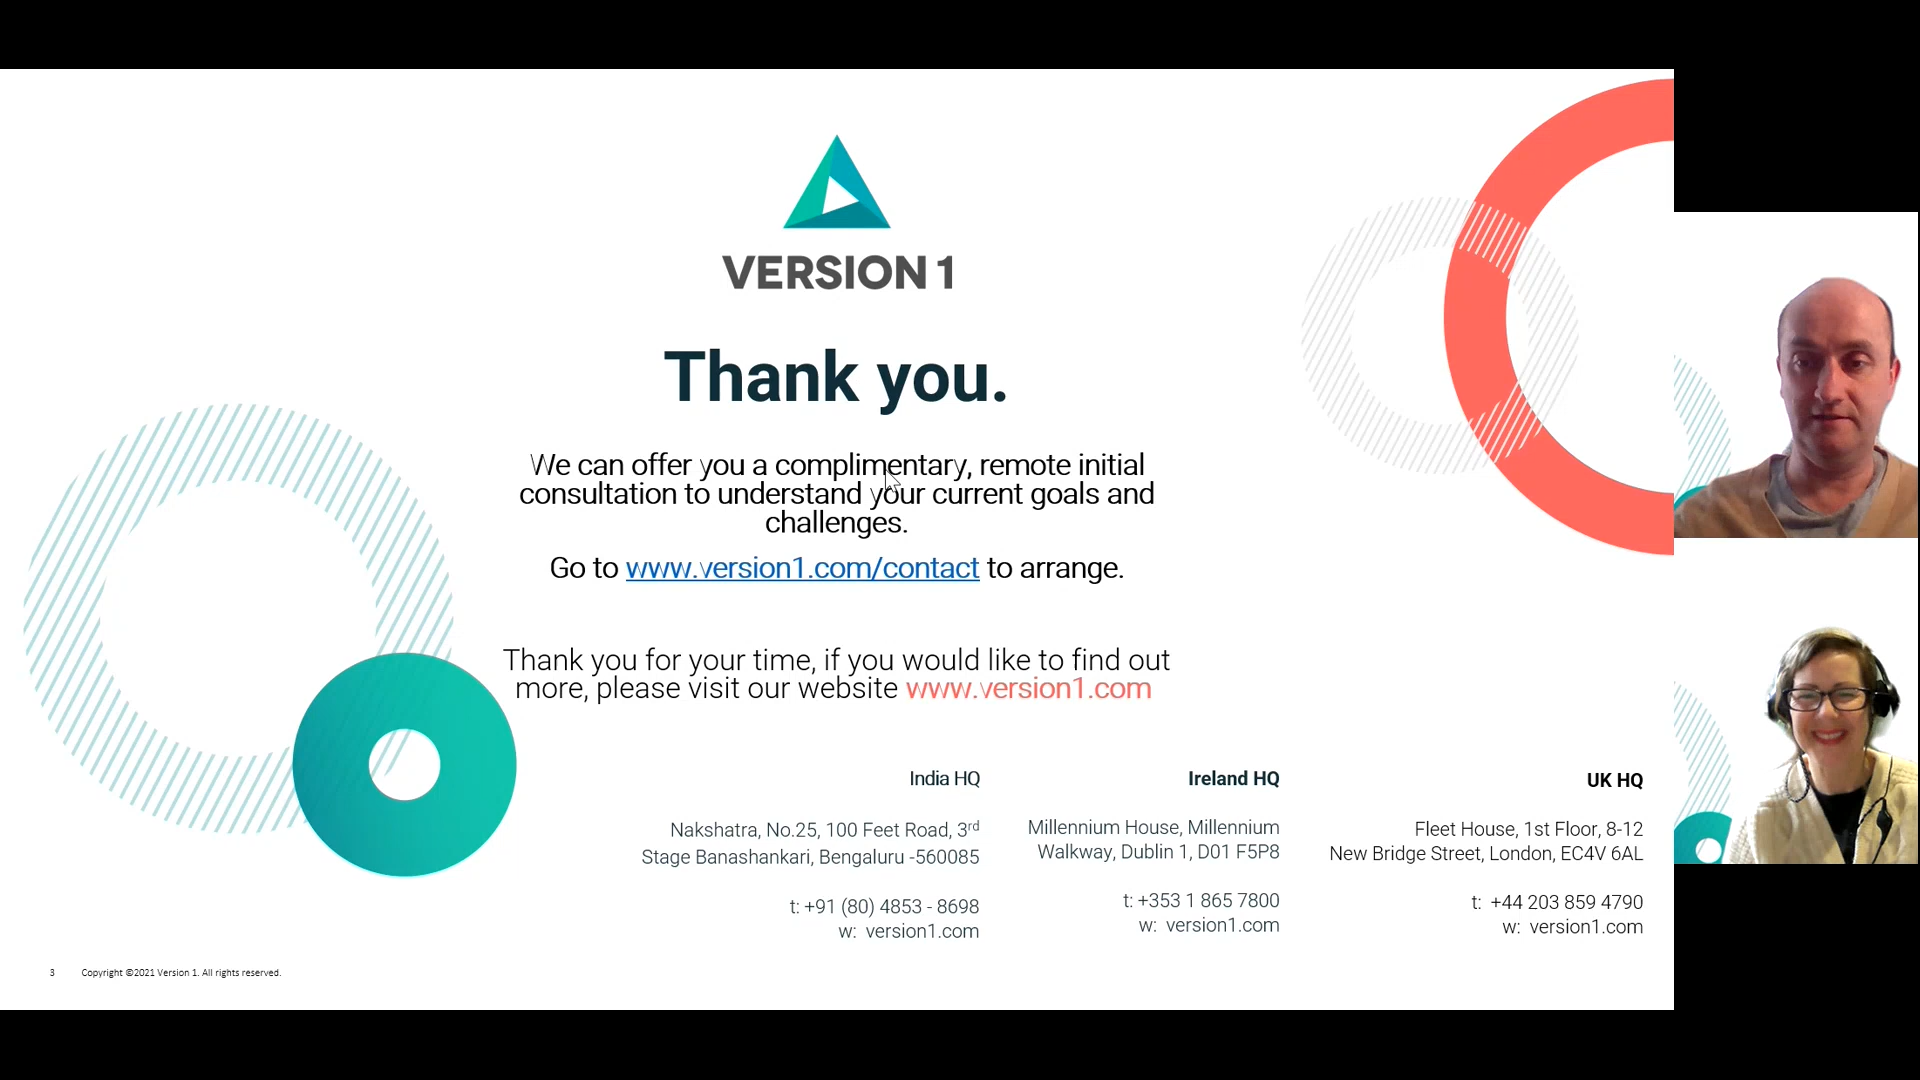 VERSION 1
Thank you.
We can offer you a complimentary, remote initial
consultation to understand your current goals and
challenges.
Go to www.version1.com/contact to arrange.
Thank you for your time, if you would like to find out
more, please visit our website www.version1.com
India HQ
Nakshatra, No.25, 100 Feet Road, 3rd
Stage Banashankari, Bengaluru -560085
t: +91 (80) 4853 - 8698
w: version1.com
Ireland HQ
Millennium House, Millennium
Walkway, Dublin 1, D01 F5P8
t: +353 1 865 7800
w: version1.com
UK HQ
Fleet House, 1st Floor, 8-12
New Bridge Street, London, EC4V 6AL
t: +44 203 859 4790
w: version1.com
3 Copyright ©2021 Version 1. All rights reserved.